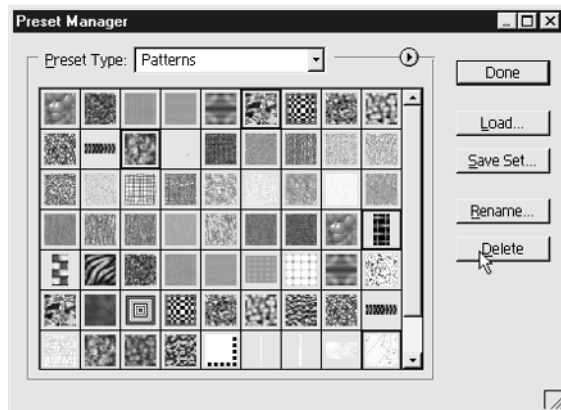 Preset Manager
Preset Type: Patterns
Done
Load...
Save Set...
Rename...
Delete